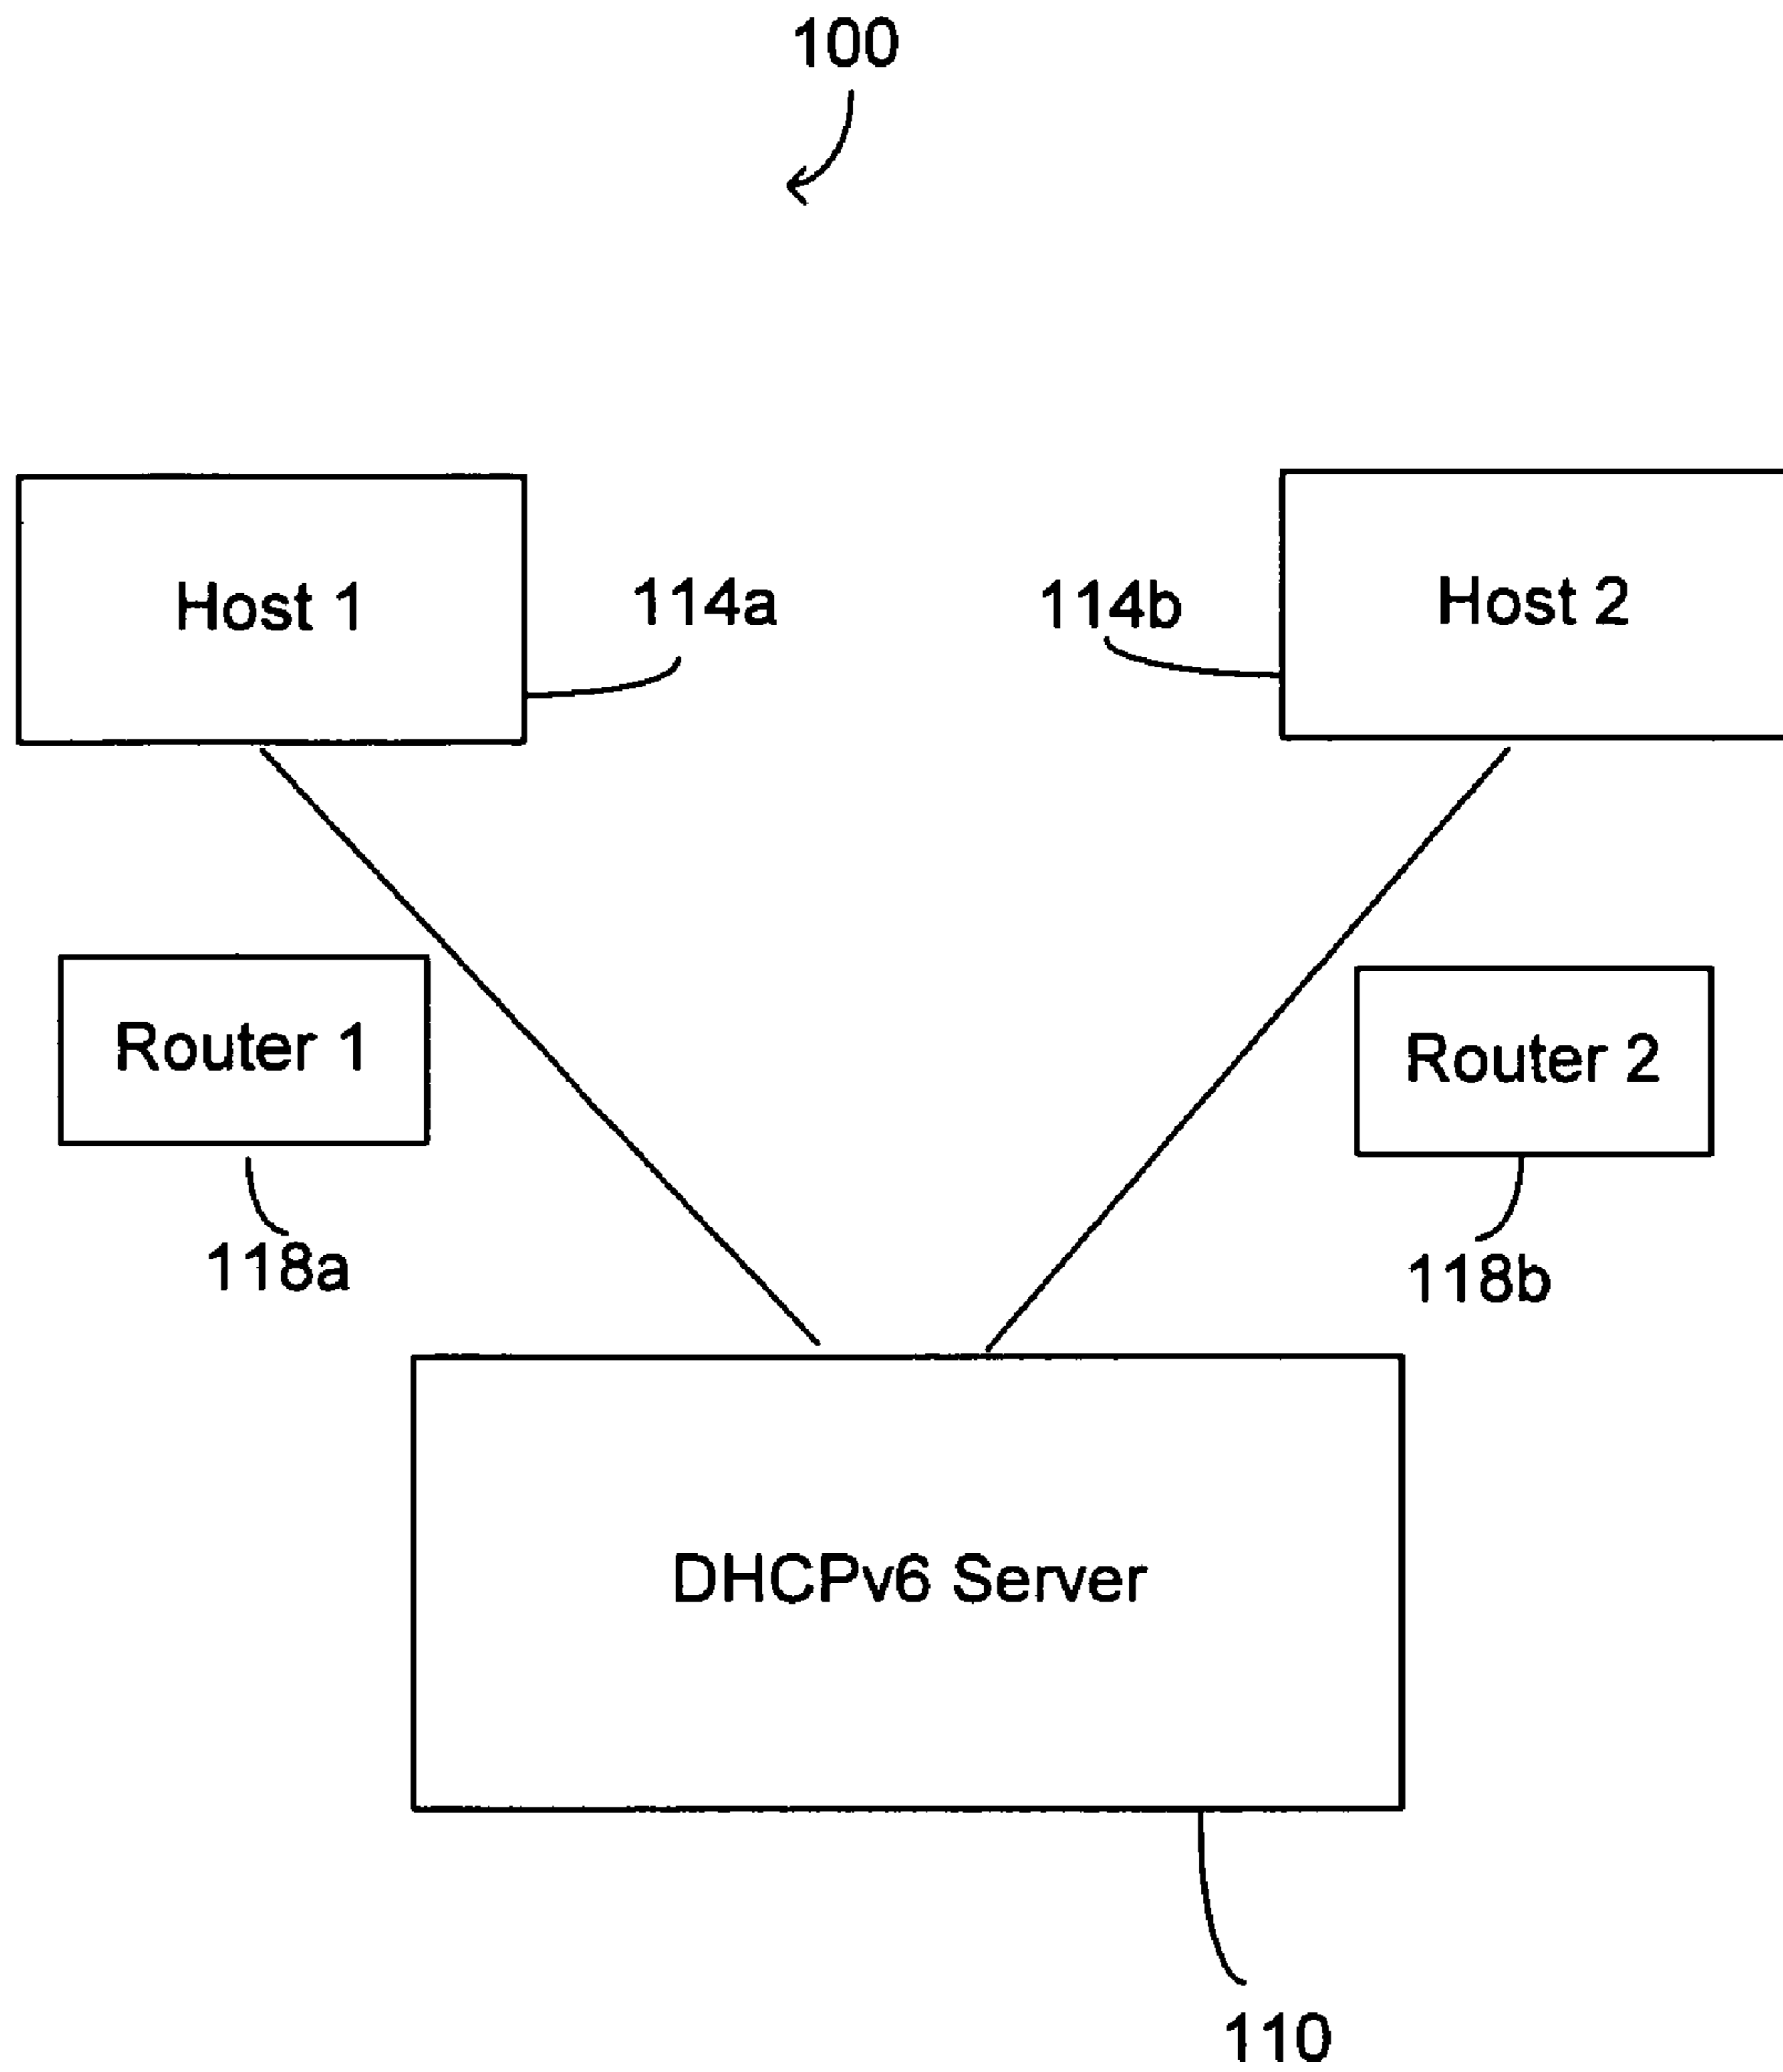 100
Host 1
114a
114b
Host 2
Router 1
Router 2
118a
118b
DHCPv6 Server
110